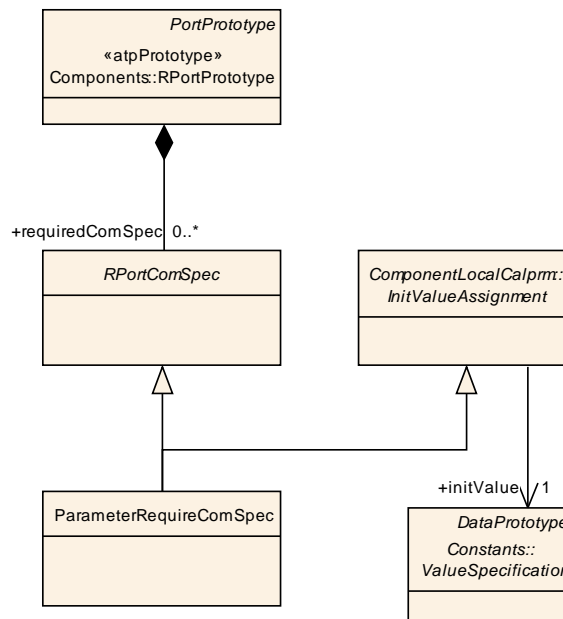 PortPrototype
«atpPrototype»
Components::RPortPrototype
+requiredComSpec 0..*
RPortComSpec
ComponentLocalCalprm::
InitValueAssignment
+initValue 1
ParameterRequireComSpec
DataPrototype
Constants::
ValueSpecification